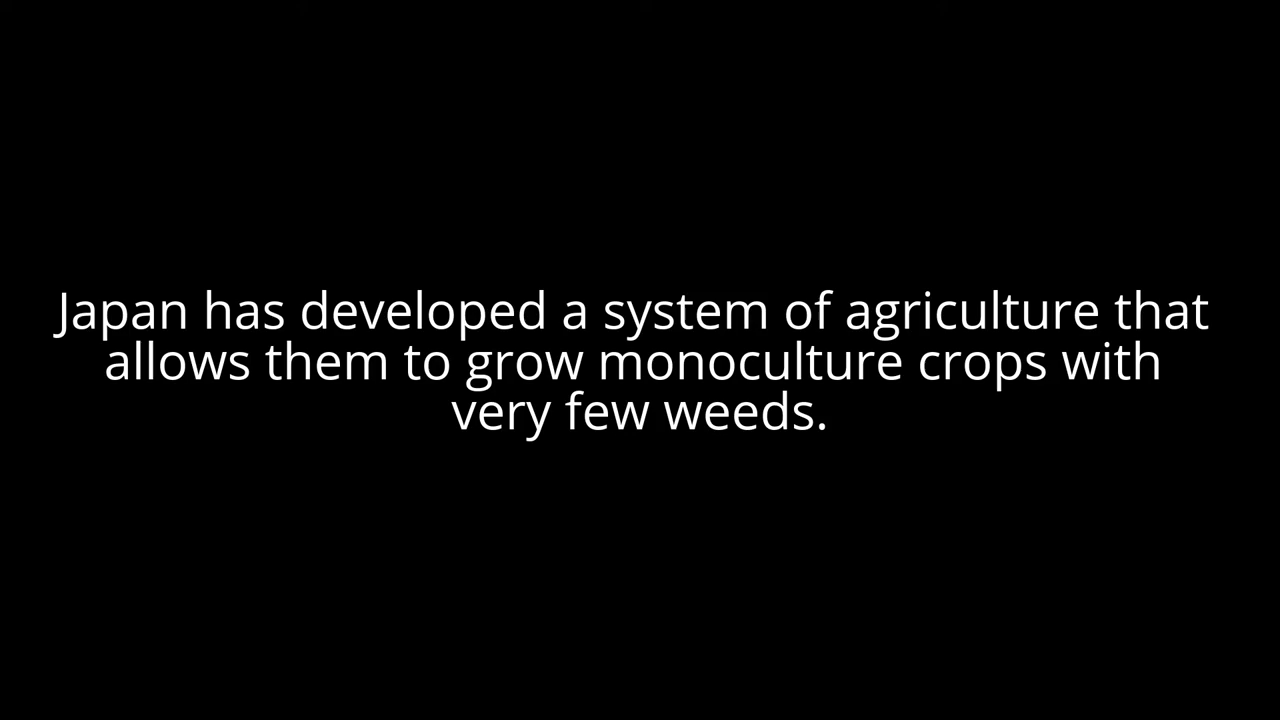 Japan has developed a system of agriculture that
allows them to grow monoculture crops with
very few weeds.